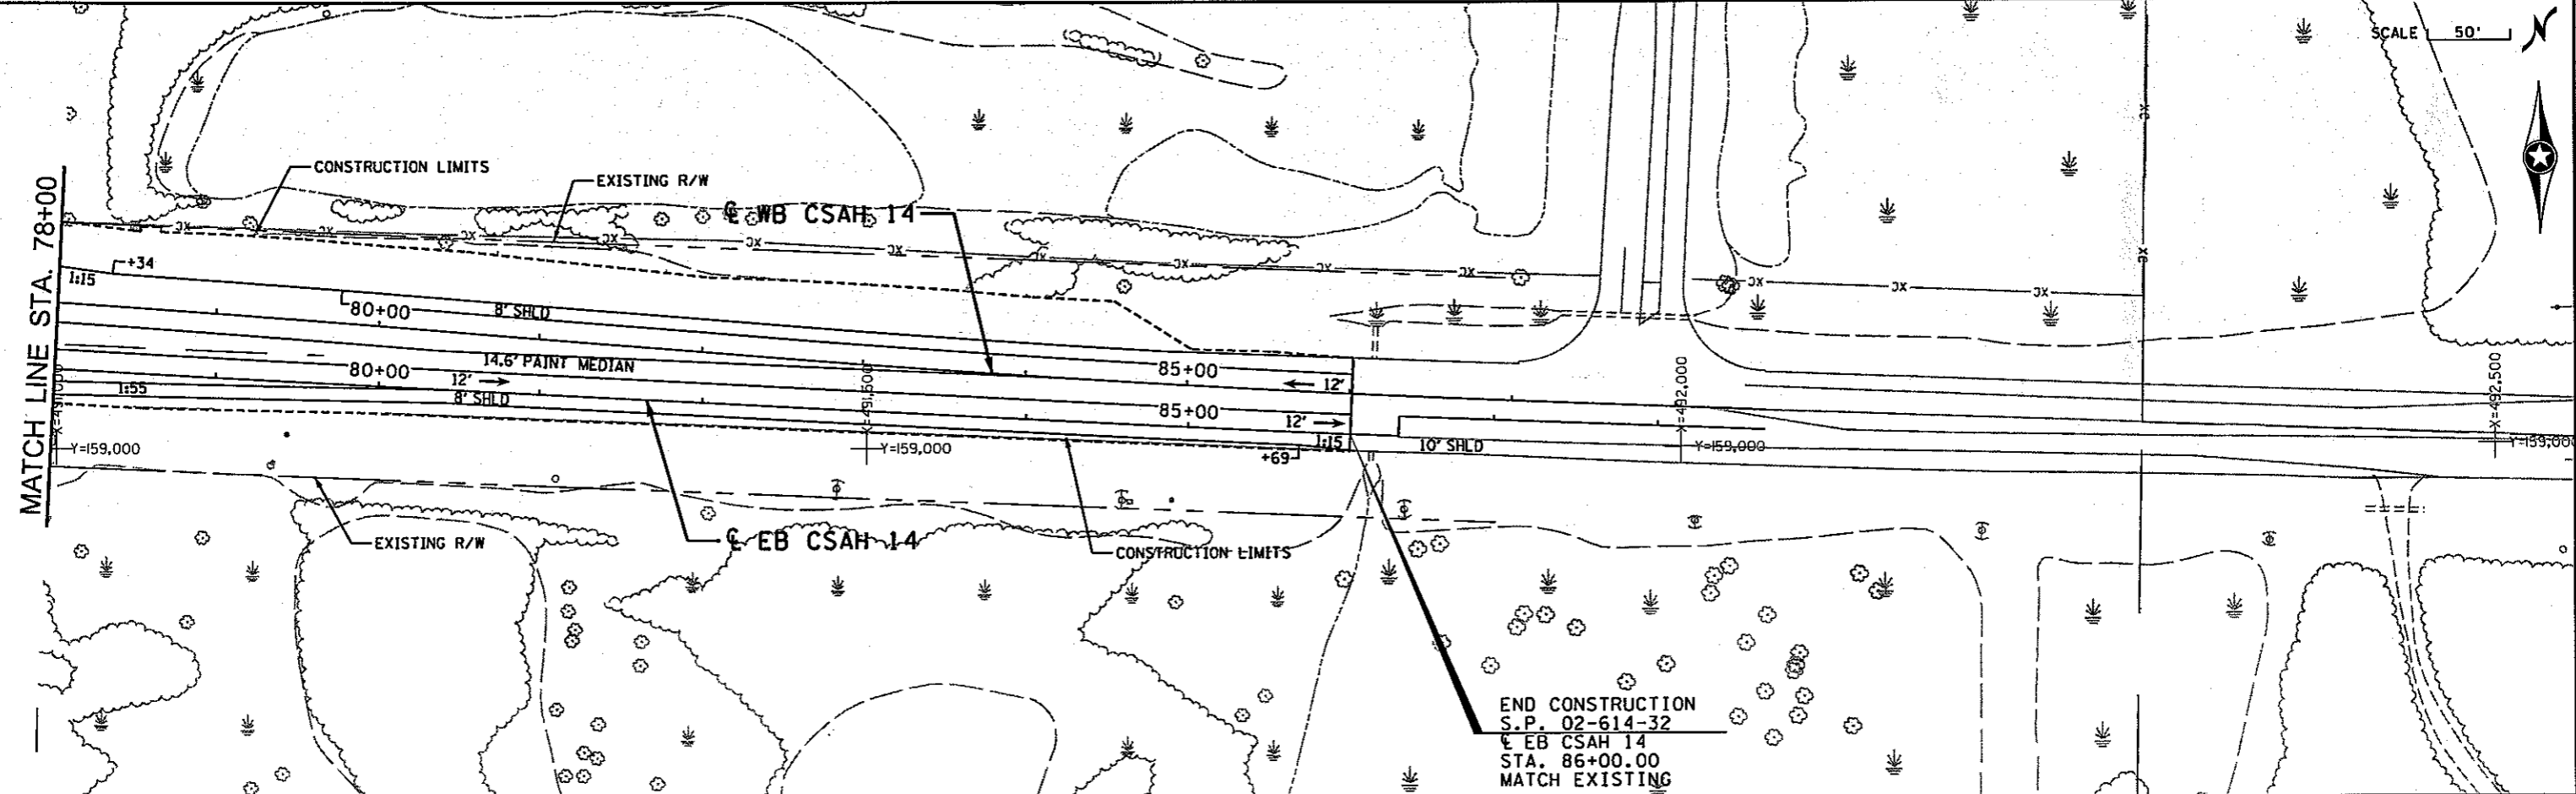 SCALE 50'
N
CONSTRUCTION LIMITS
EXISTING R/W
℄ WB CSAH 14
MATCH LINE STA. 78+00
+34
1:15
80+00
8' SHLD
14.6' PAINT MEDIAN
80+00
12'
1:55
8' SHLD
85+00
12'
85+00
12'
1:15
+69
10' SHLD
X=491,500
X=492,000
X=492,500
Y=159,000
Y=159,000
Y=159,000
Y=159,000
EXISTING R/W
℄ EB CSAH 14
CONSTRUCTION LIMITS
END CONSTRUCTION
S.P. 02-614-32
℄ EB CSAH 14
STA. 86+00.00
MATCH EXISTING